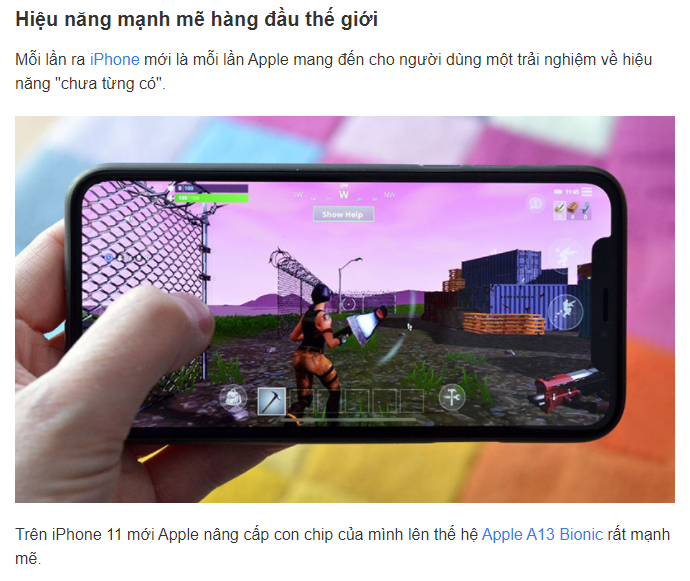 Hiệu năng mạnh mẽ hàng đầu thế giới
Mỗi lần ra iPhone mới là mỗi lần Apple mang đến cho người dùng một trải nghiệm về hiệu
năng "chưa từng có".
SW
W
NW
11:45
Show Help
Trên iPhone 11 mới Apple nâng cấp con chip của mình lên thế hệ Apple A13 Bionic rất mạnh
mẽ.